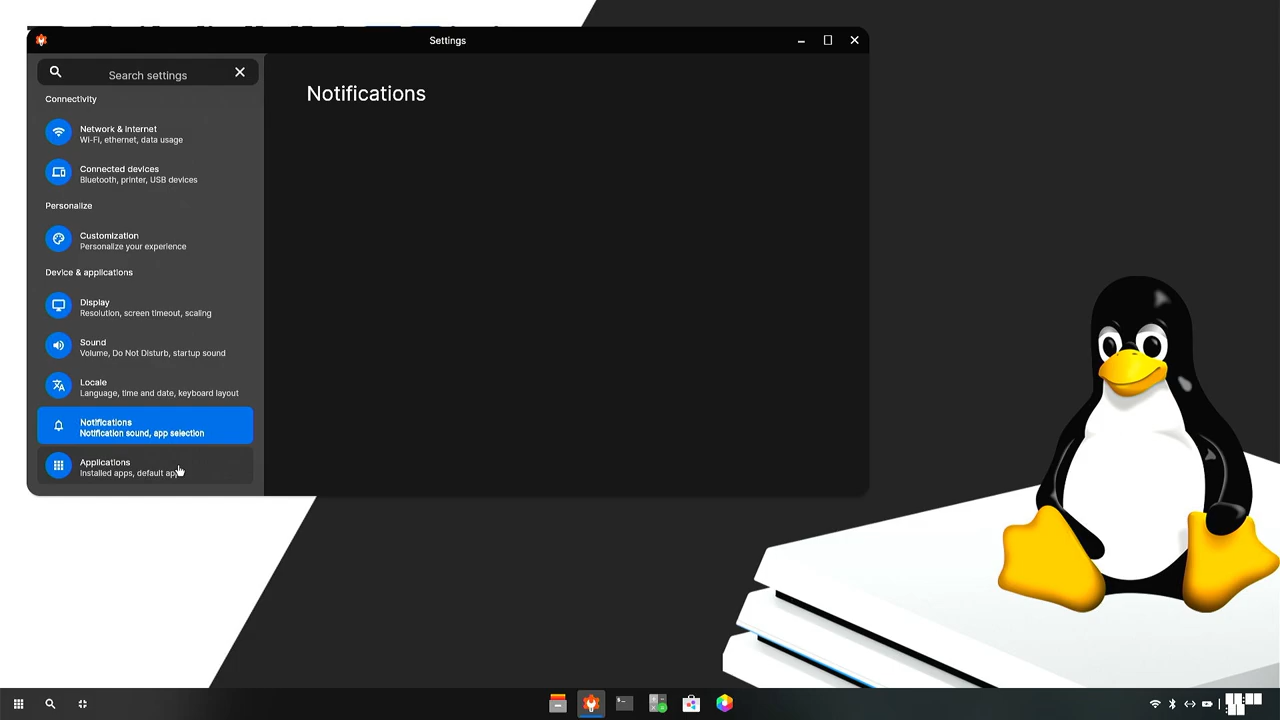 Settings
Search settings
Notifications
Connectivity
Network & internet
Wi-Fi, ethernet, data usage
Connected devices
Bluetooth, printer, USB devices
Personalize
Customization
Personalize your experience
Device & applications
Display
Resolution, screen timeout, scaling
Sound
Volume, Do Not Disturb, startup sound
Locale
Language, time and date, keyboard layout
Notifications
Notification sound, app selection
Applications
Installed apps, default